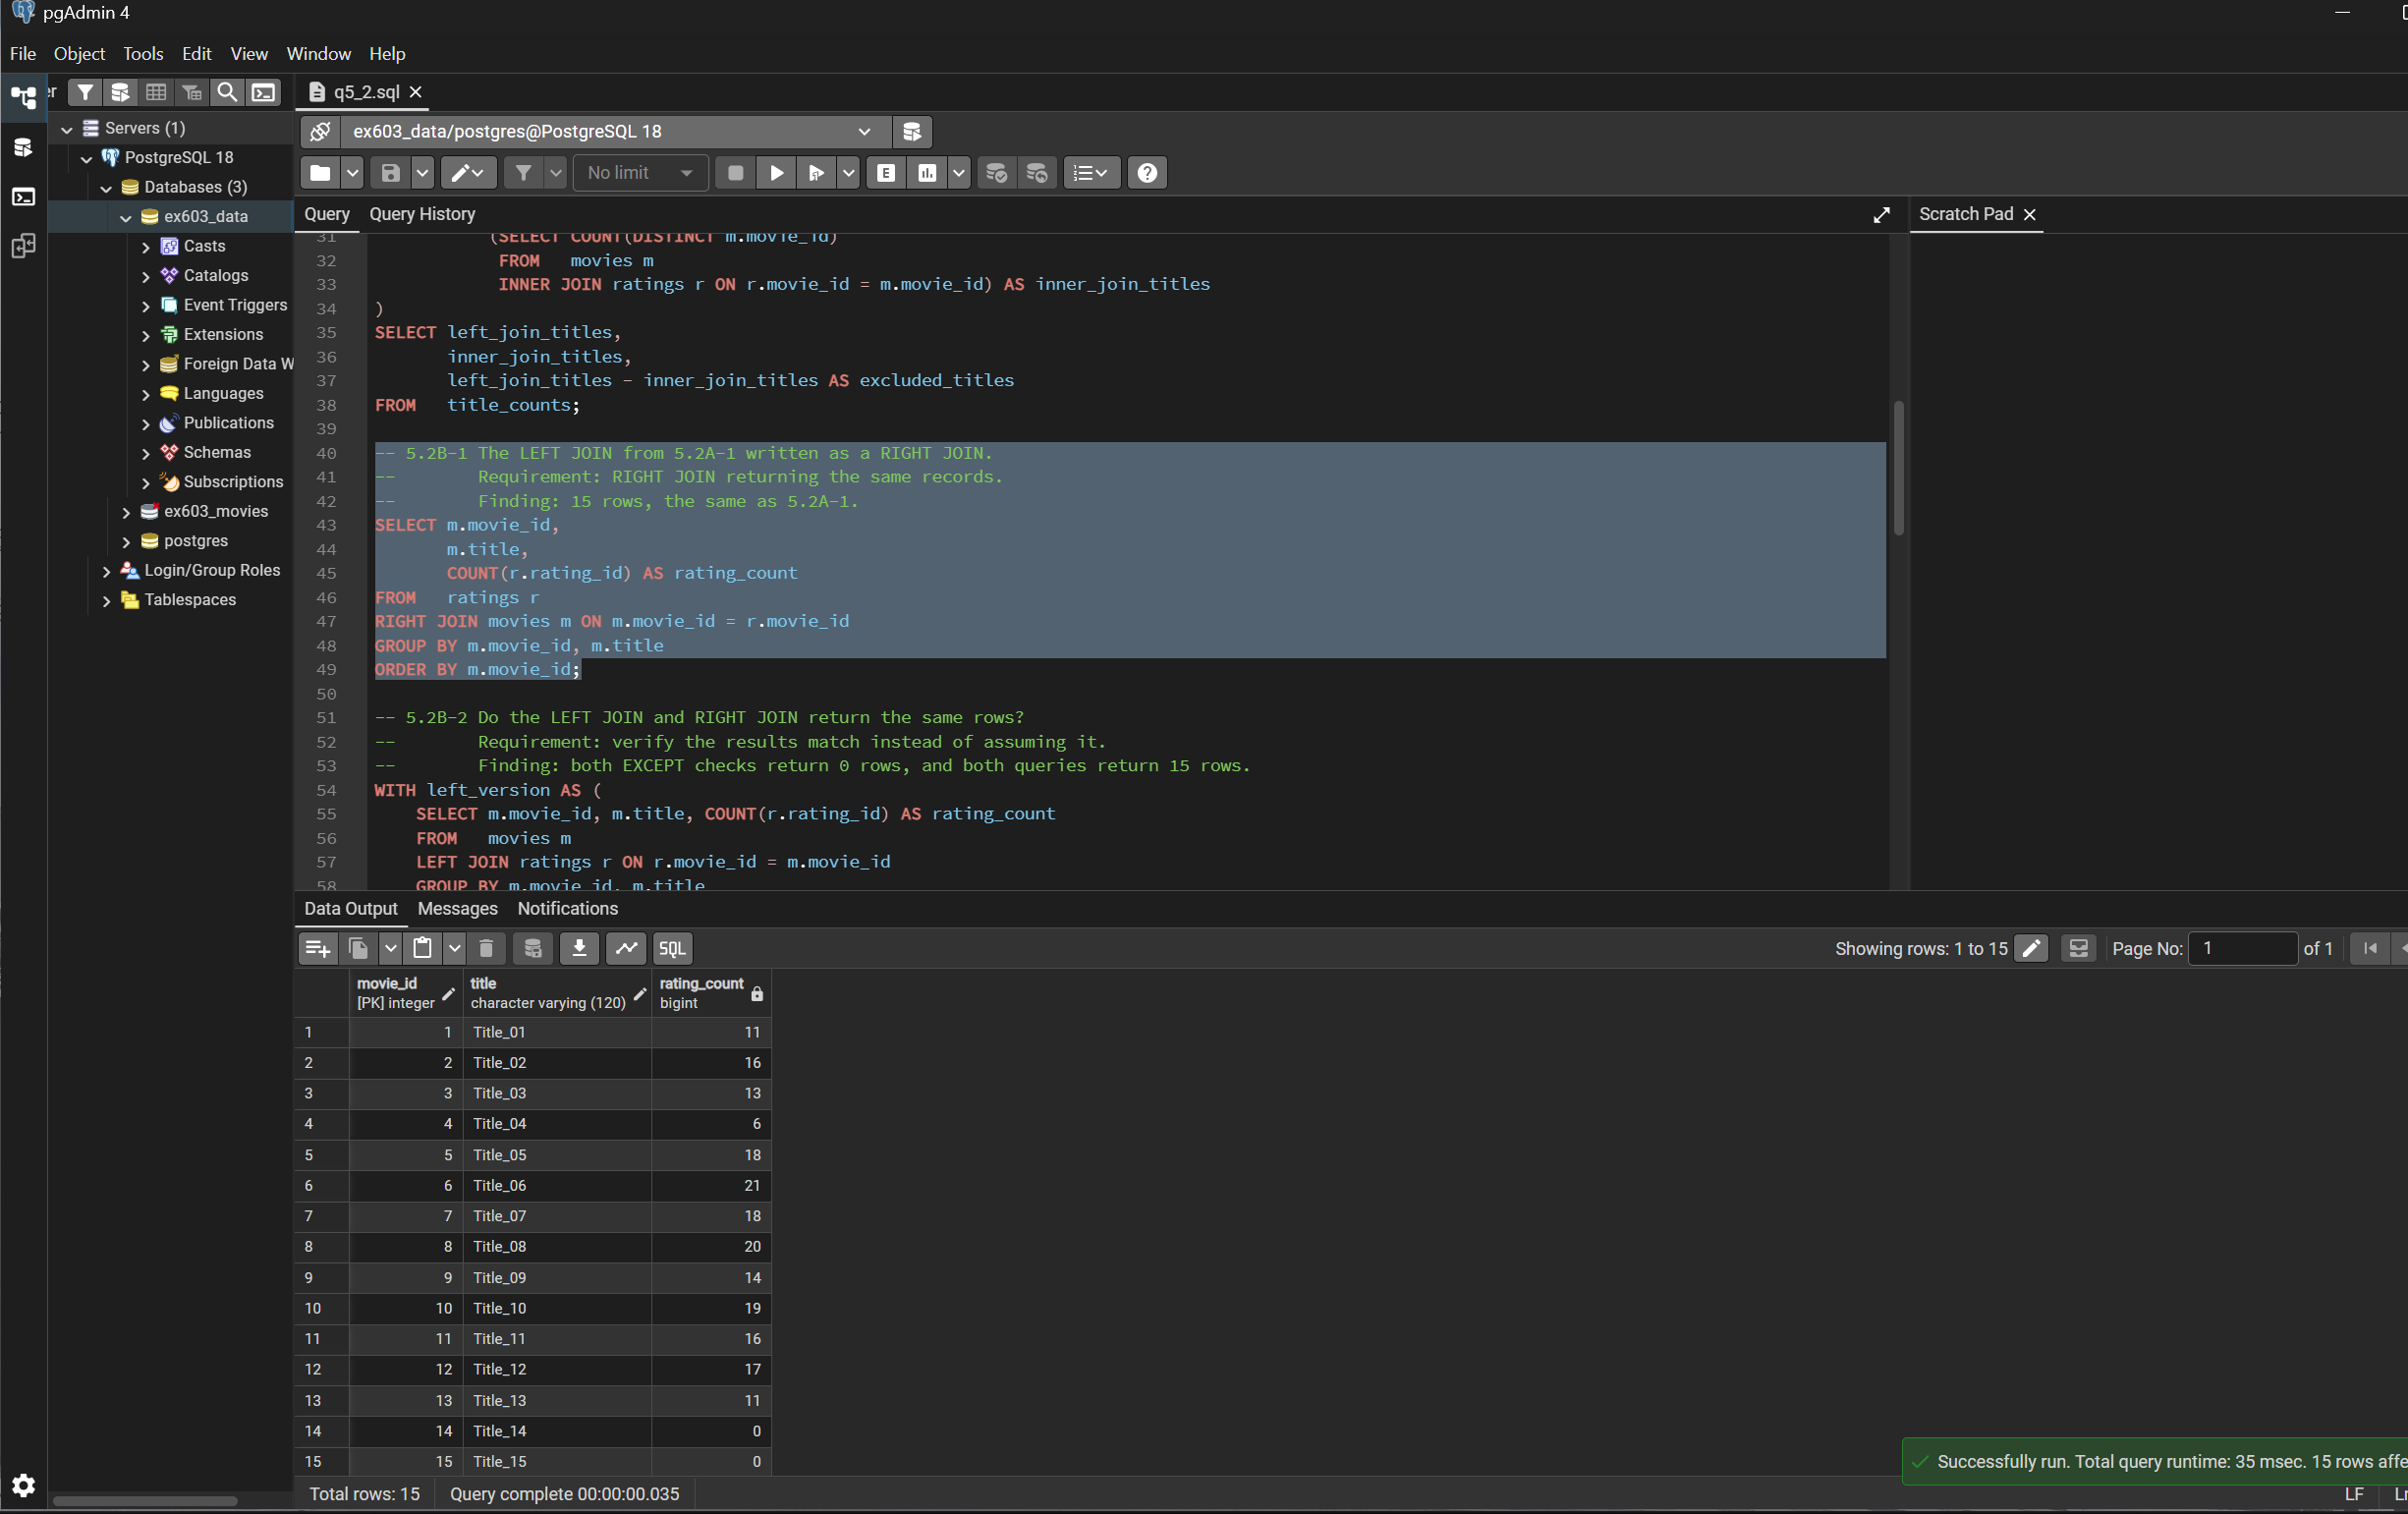 pgAdmin 4
File Object Tools Edit View Window Help
er
q5_2.sql
Servers (1)
ex603_data/postgres@PostgreSQL 18
PostgreSQL 18
Databases (3)
No limit
ex603_data
Query Query History
Scratch Pad
Casts
Catalogs
Event Triggers
Extensions
Foreign Data W
Languages
Publications
Schemas
Subscriptions
ex603_movies
postgres
Login/Group Roles
Tablespaces
31 (SELECT COUNT(DISTINCT m.movie_id)
32 FROM movies m
33 INNER JOIN ratings r ON r.movie_id = m.movie_id) AS inner_join_titles
34 )
35 SELECT left_join_titles,
36 inner_join_titles,
37 left_join_titles - inner_join_titles AS excluded_titles
38 FROM title_counts;
39
40 -- 5.2B-1 The LEFT JOIN from 5.2A-1 written as a RIGHT JOIN.
41 -- Requirement: RIGHT JOIN returning the same records.
42 -- Finding: 15 rows, the same as 5.2A-1.
43 SELECT m.movie_id,
44 m.title,
45 COUNT(r.rating_id) AS rating_count
46 FROM ratings r
47 RIGHT JOIN movies m ON m.movie_id = r.movie_id
48 GROUP BY m.movie_id, m.title
49 ORDER BY m.movie_id;
50
51 -- 5.2B-2 Do the LEFT JOIN and RIGHT JOIN return the same rows?
52 -- Requirement: verify the results match instead of assuming it.
53 -- Finding: both EXCEPT checks return 0 rows, and both queries return 15 rows.
54 WITH left_version AS (
55 SELECT m.movie_id, m.title, COUNT(r.rating_id) AS rating_count
56 FROM movies m
57 LEFT JOIN ratings r ON r.movie_id = m.movie_id
58 GROUP BY m.movie_id, m.title
Data Output Messages Notifications
SQL
Showing rows: 1 to 15
Page No: 1 of 1
movie_id title rating_count
[PK] integer character varying (120) bigint
1 1 Title_01 11
2 2 Title_02 16
3 3 Title_03 13
4 4 Title_04 6
5 5 Title_05 18
6 6 Title_06 21
7 7 Title_07 18
8 8 Title_08 20
9 9 Title_09 14
10 10 Title_10 19
11 11 Title_11 16
12 12 Title_12 17
13 13 Title_13 11
14 14 Title_14 0
15 15 Title_15 0
Successfully run. Total query runtime: 35 msec. 15 rows affe
Total rows: 15 Query complete 00:00:00.035
LF